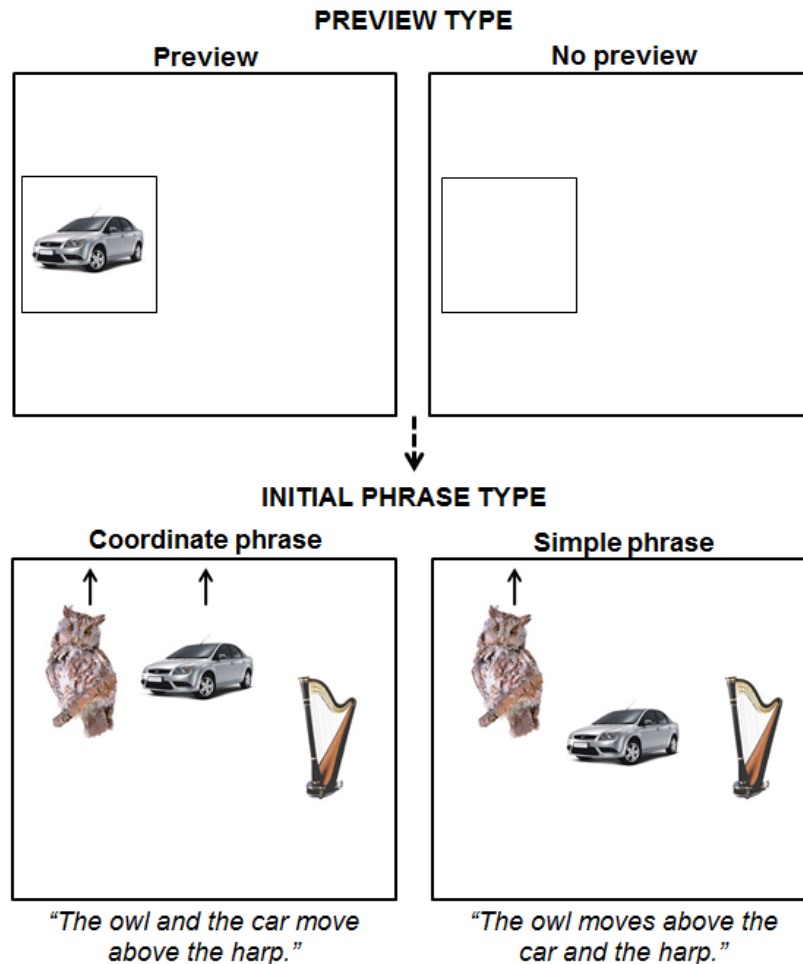 PREVIEW TYPE
Preview
No preview
INITIAL PHRASE TYPE
Coordinate phrase
Simple phrase
“The owl and the car move
above the harp.”
“The owl moves above the
car and the harp.”